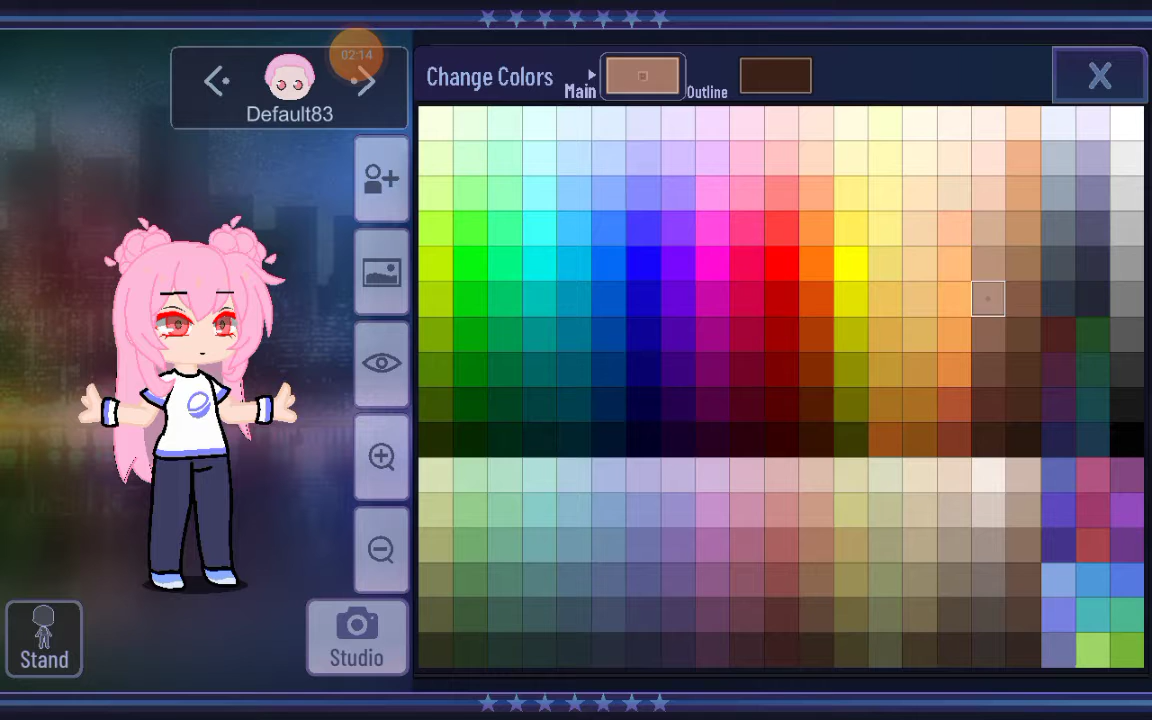 02:14
Default83
Change Colors
Main
Outline
X
Stand
Studio